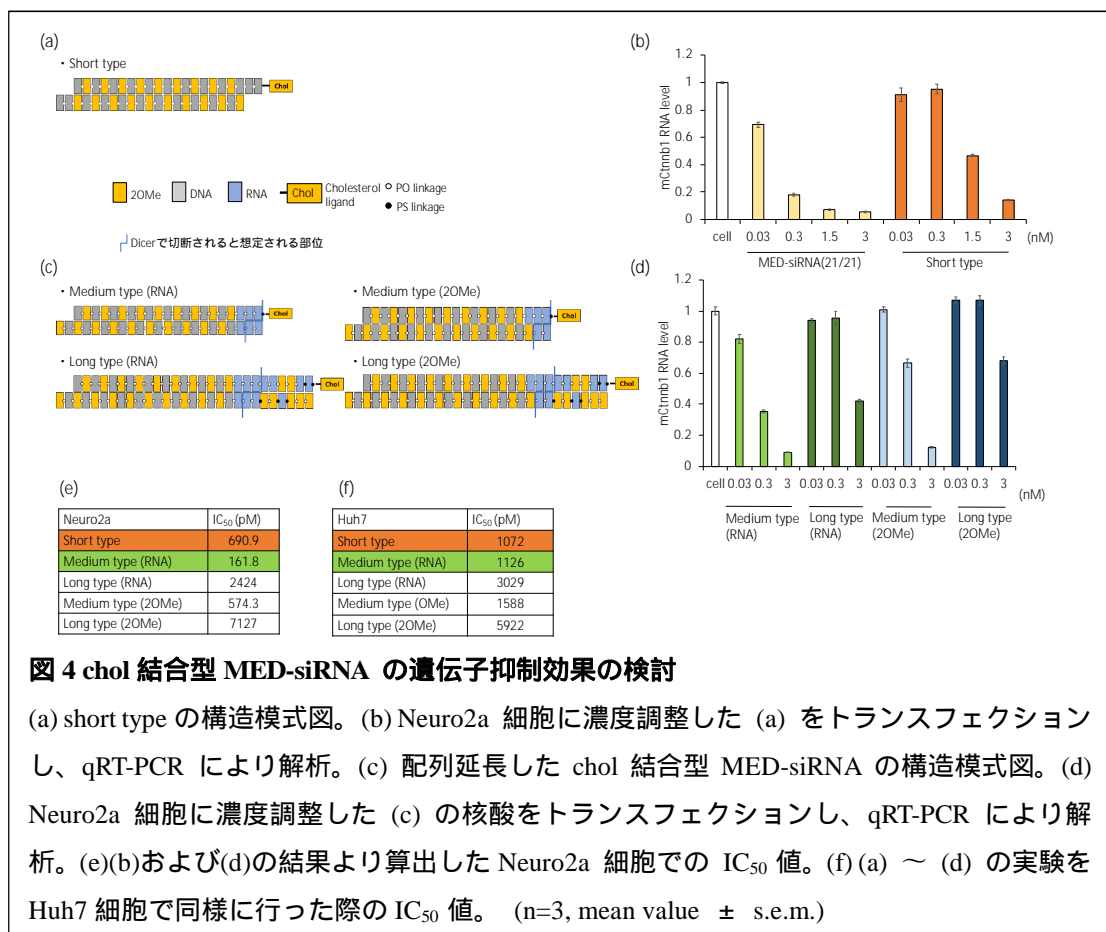 (a)
・Short type
Chol
2OMe
DNA
RNA
Chol
Cholesterol
ligand
PO linkage
PS linkage
Dicerで切断されると想定される部位
(b)
mCtnnb1 RNA level
1.2
1
0.8
0.6
0.4
0.2
0
cell 0.03 0.3 1.5 3 0.03 0.3 1.5 3 (nM)
MED-siRNA(21/21) Short type
(c)
・Medium type (RNA)
Chol
・Medium type (2OMe)
Chol
・Long type (RNA)
Chol
・Long type (2OMe)
Chol
(d)
mCtnnb1 RNA level
1.2
1
0.8
0.6
0.4
0.2
0
cell 0.03 0.3 3 0.03 0.3 3 0.03 0.3 3 0.03 0.3 3
(nM)
Medium type (RNA)
Long type (RNA)
Medium type (2OMe)
Long type (2OMe)
(e)
Neuro2a IC50 (pM)
Short type 690.9
Medium type (RNA) 161.8
Long type (RNA) 2424
Medium type (2OMe) 574.3
Long type (2OMe) 7127
(f)
Huh7 IC50 (pM)
Short type 1072
Medium type (RNA) 1126
Long type (RNA) 3029
Medium type (OMe) 1588
Long type (2OMe) 5922
図 4 chol 結合型 MED-siRNA の遺伝子抑制効果の検討
(a) short type の構造模式図。(b) Neuro2a 細胞に濃度調整した (a) をトランスフェクション
し、qRT-PCR により解析。(c) 配列延長した chol 結合型 MED-siRNA の構造模式図。(d)
Neuro2a 細胞に濃度調整した (c) の核酸をトランスフェクションし、qRT-PCR により解
析。(e)(b)および(d)の結果より算出した Neuro2a 細胞での IC50 値。(f) (a) ～ (d) の実験を
Huh7 細胞で同様に行った際の IC50 値。 (n=3, mean value ± s.e.m.)